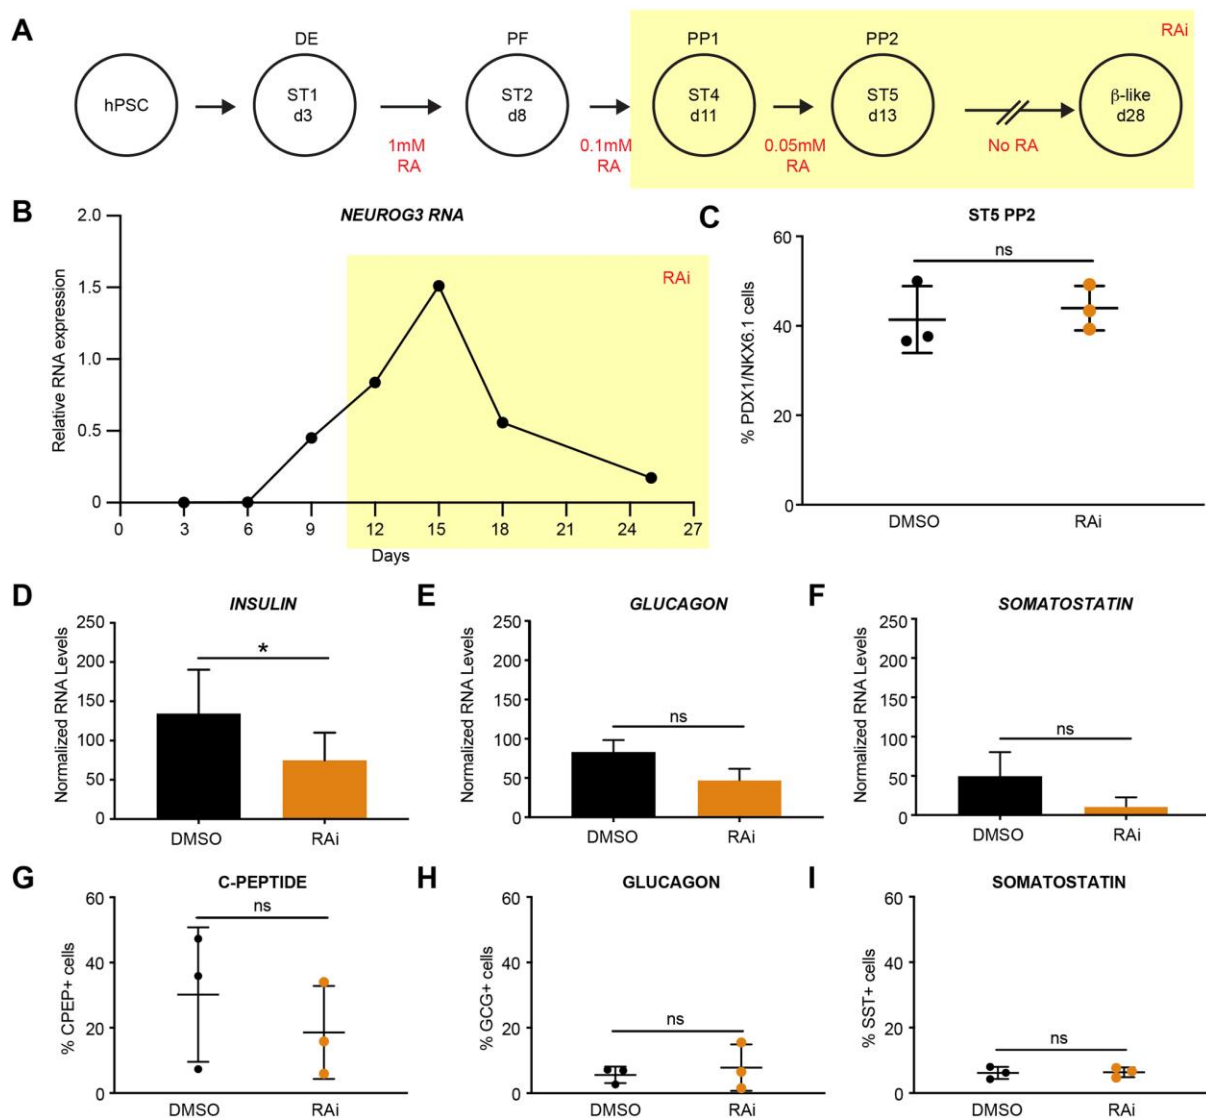 A
RAi
DE
PF
PP1
PP2
hPSC
ST1
d3
ST2
d8
ST4
d11
ST5
d13
β-like
d28
1mM
RA
0.1mM
RA
0.05mM
RA
No RA
B
NEUROG3 RNA
RAi
Relative RNA expression
2.0
1.5
1.0
0.5
0
0 3 6 9 12 15 18 21 24 27
Days
C
ST5 PP2
ns
% PDX1/NKX6.1 cells
60
40
20
0
DMSO RAi
D
INSULIN
*
Normalized RNA Levels
250
200
150
100
50
0
DMSO RAi
E
GLUCAGON
ns
Normalized RNA Levels
250
200
150
100
50
0
DMSO RAi
F
SOMATOSTATIN
ns
Normalized RNA Levels
250
200
150
100
50
0
DMSO RAi
G
C-PEPTIDE
ns
% CPEP+ cells
60
40
20
0
DMSO RAi
H
GLUCAGON
ns
% GCG+ cells
60
40
20
0
DMSO RAi
I
SOMATOSTATIN
ns
% SST+ cells
60
40
20
0
DMSO RAi